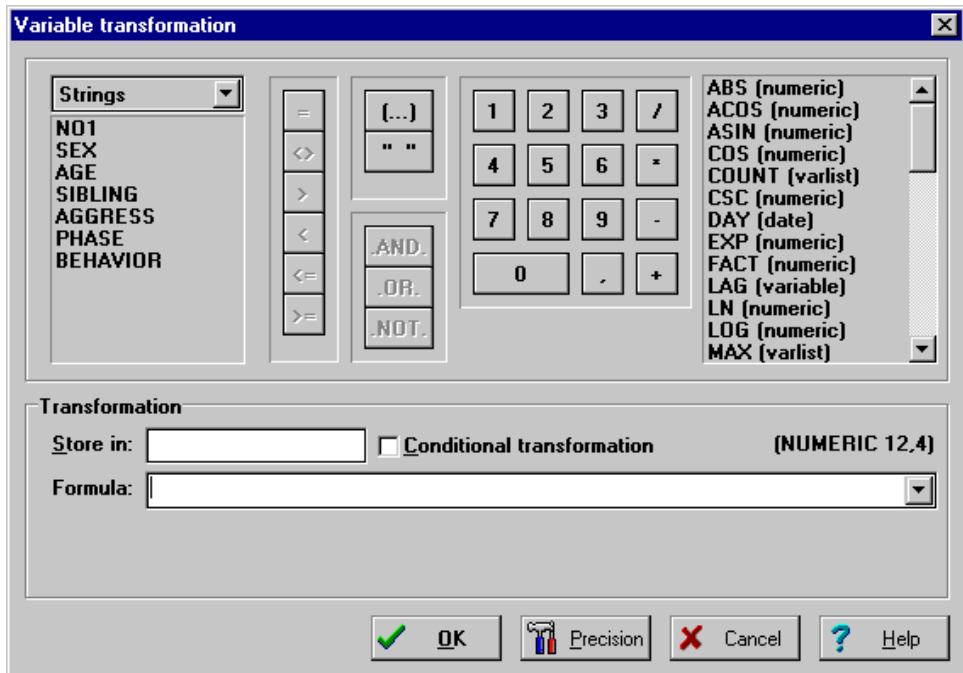 Variable transformation
Strings
NO1
SEX
AGE
SIBLING
AGGRESS
PHASE
BEHAVIOR
=
<>
>
<
<=
>=
(...)
" "
.AND.
.OR.
.NOT.
1 2 3 /
4 5 6 *
7 8 9 -
0 , +
ABS (numeric)
ACOS (numeric)
ASIN (numeric)
COS (numeric)
COUNT (varlist)
CSC (numeric)
DAY (date)
EXP (numeric)
FACT (numeric)
LAG (variable)
LN (numeric)
LOG (numeric)
MAX (varlist)
Transformation
Store in: Conditional transformation (NUMERIC 12,4)
Formula:
OK Precision Cancel ? Help